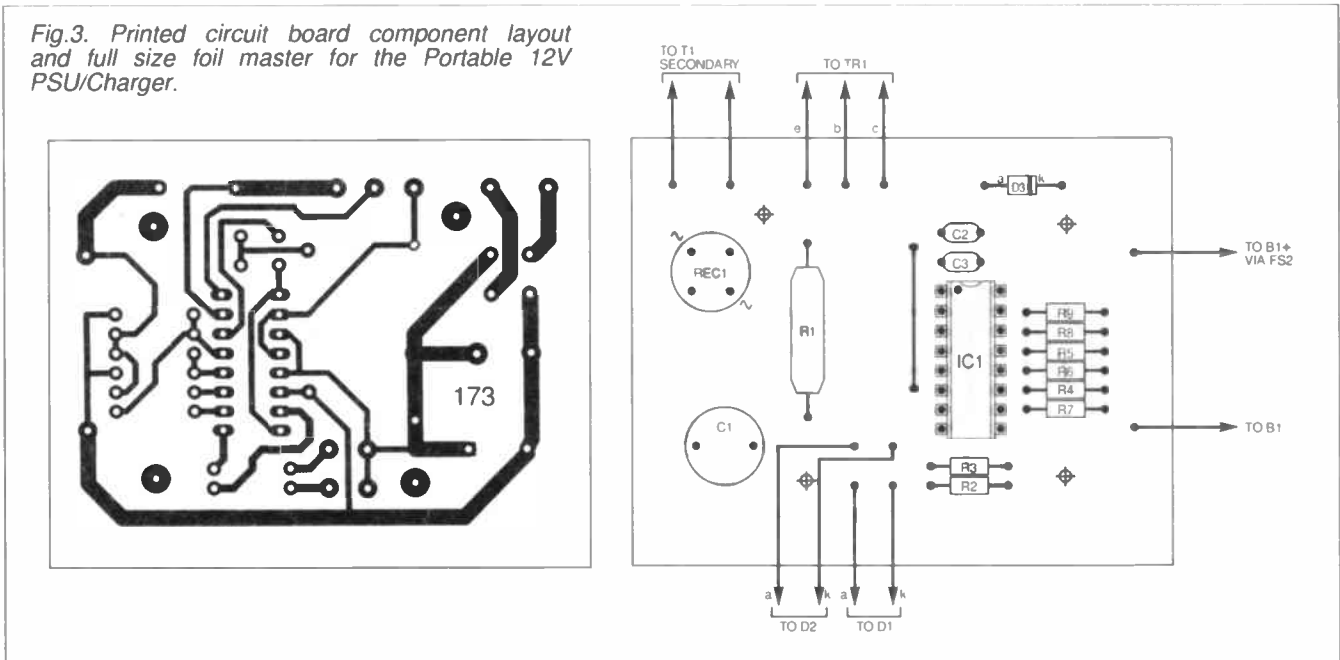 Fig.3. Printed circuit board component layout
and full size foil master for the Portable 12V
PSU/Charger.
173
TO T1
SECONDARY
TO TR1
e
b
c
a
k
D3
C2
C3
REC1
~
~
R1
IC1
R9
R8
R5
R6
R4
R7
TO B1+
VIA FS2
C1
TO B1
R3
R2
a
k
a
k
TO D2
TO D1